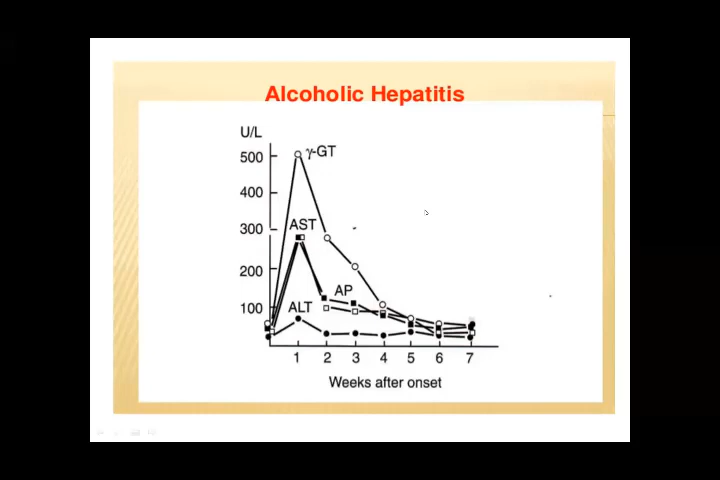 Alcoholic Hepatitis
U/L
500
400
300
200
100
γ-GT
AST
AP
ALT
1 2 3 4 5 6 7
Weeks after onset